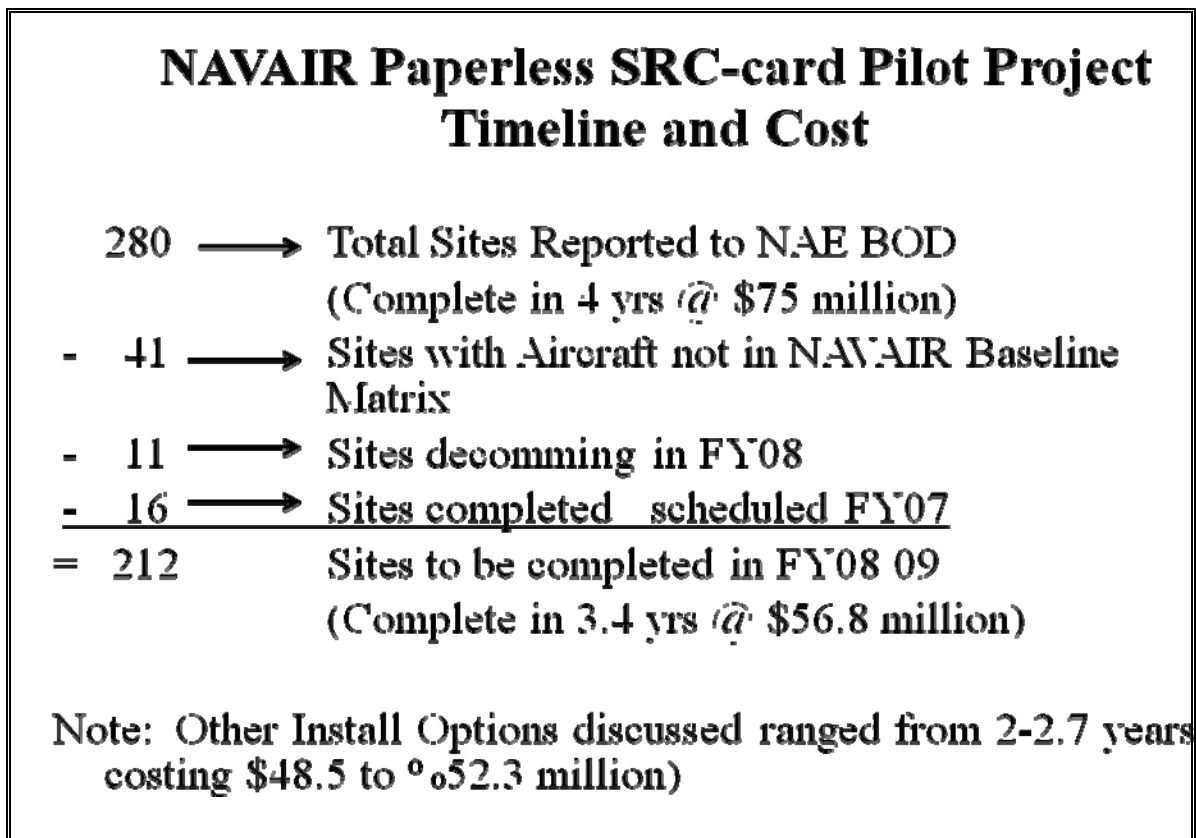 NAVAIR Paperless SRC-card Pilot Project
Timeline and Cost
280 → Total Sites Reported to NAE BOD
(Complete in 4 yrs @ $75 million)
- 41 → Sites with Aircraft not in NAVAIR Baseline
Matrix
- 11 → Sites decomming in FY08
- 16 → Sites completed scheduled FY07
= 212 Sites to be completed in FY08 09
(Complete in 3.4 yrs @ $56.8 million)
Note: Other Install Options discussed ranged from 2-2.7 years
costing $48.5 to %52.3 million)